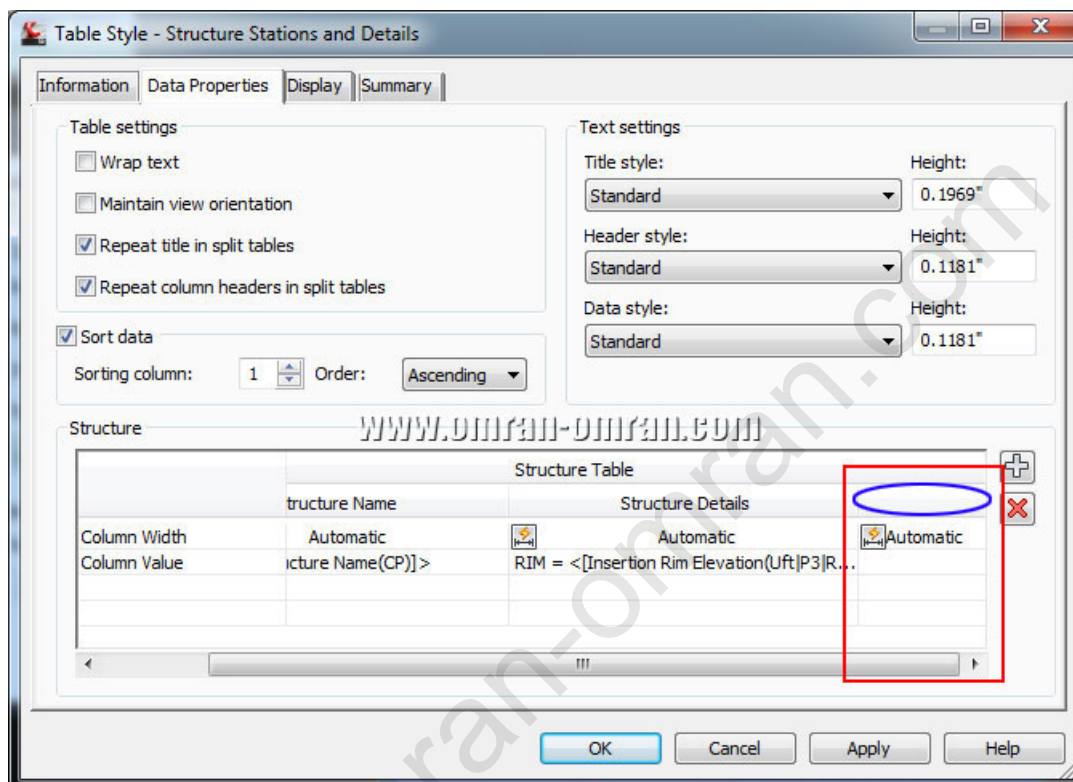 Table Style - Structure Stations and Details
Information Data Properties Display Summary
Table settings
Wrap text
Maintain view orientation
Repeat title in split tables
Repeat column headers in split tables
Sort data
Sorting column: 1 Order: Ascending
Text settings
Title style: Height:
Standard 0.1969"
Header style: Height:
Standard 0.1181"
Data style: Height:
Standard 0.1181"
www.omran-omran.com
Structure
Structure Table
tructure Name Structure Details
Column Width Automatic Automatic Automatic
Column Value ucture Name(CP)]> RIM = <[Insertion Rim Elevation(Uft|P3|R...
OK Cancel Apply Help
ran-omran.com